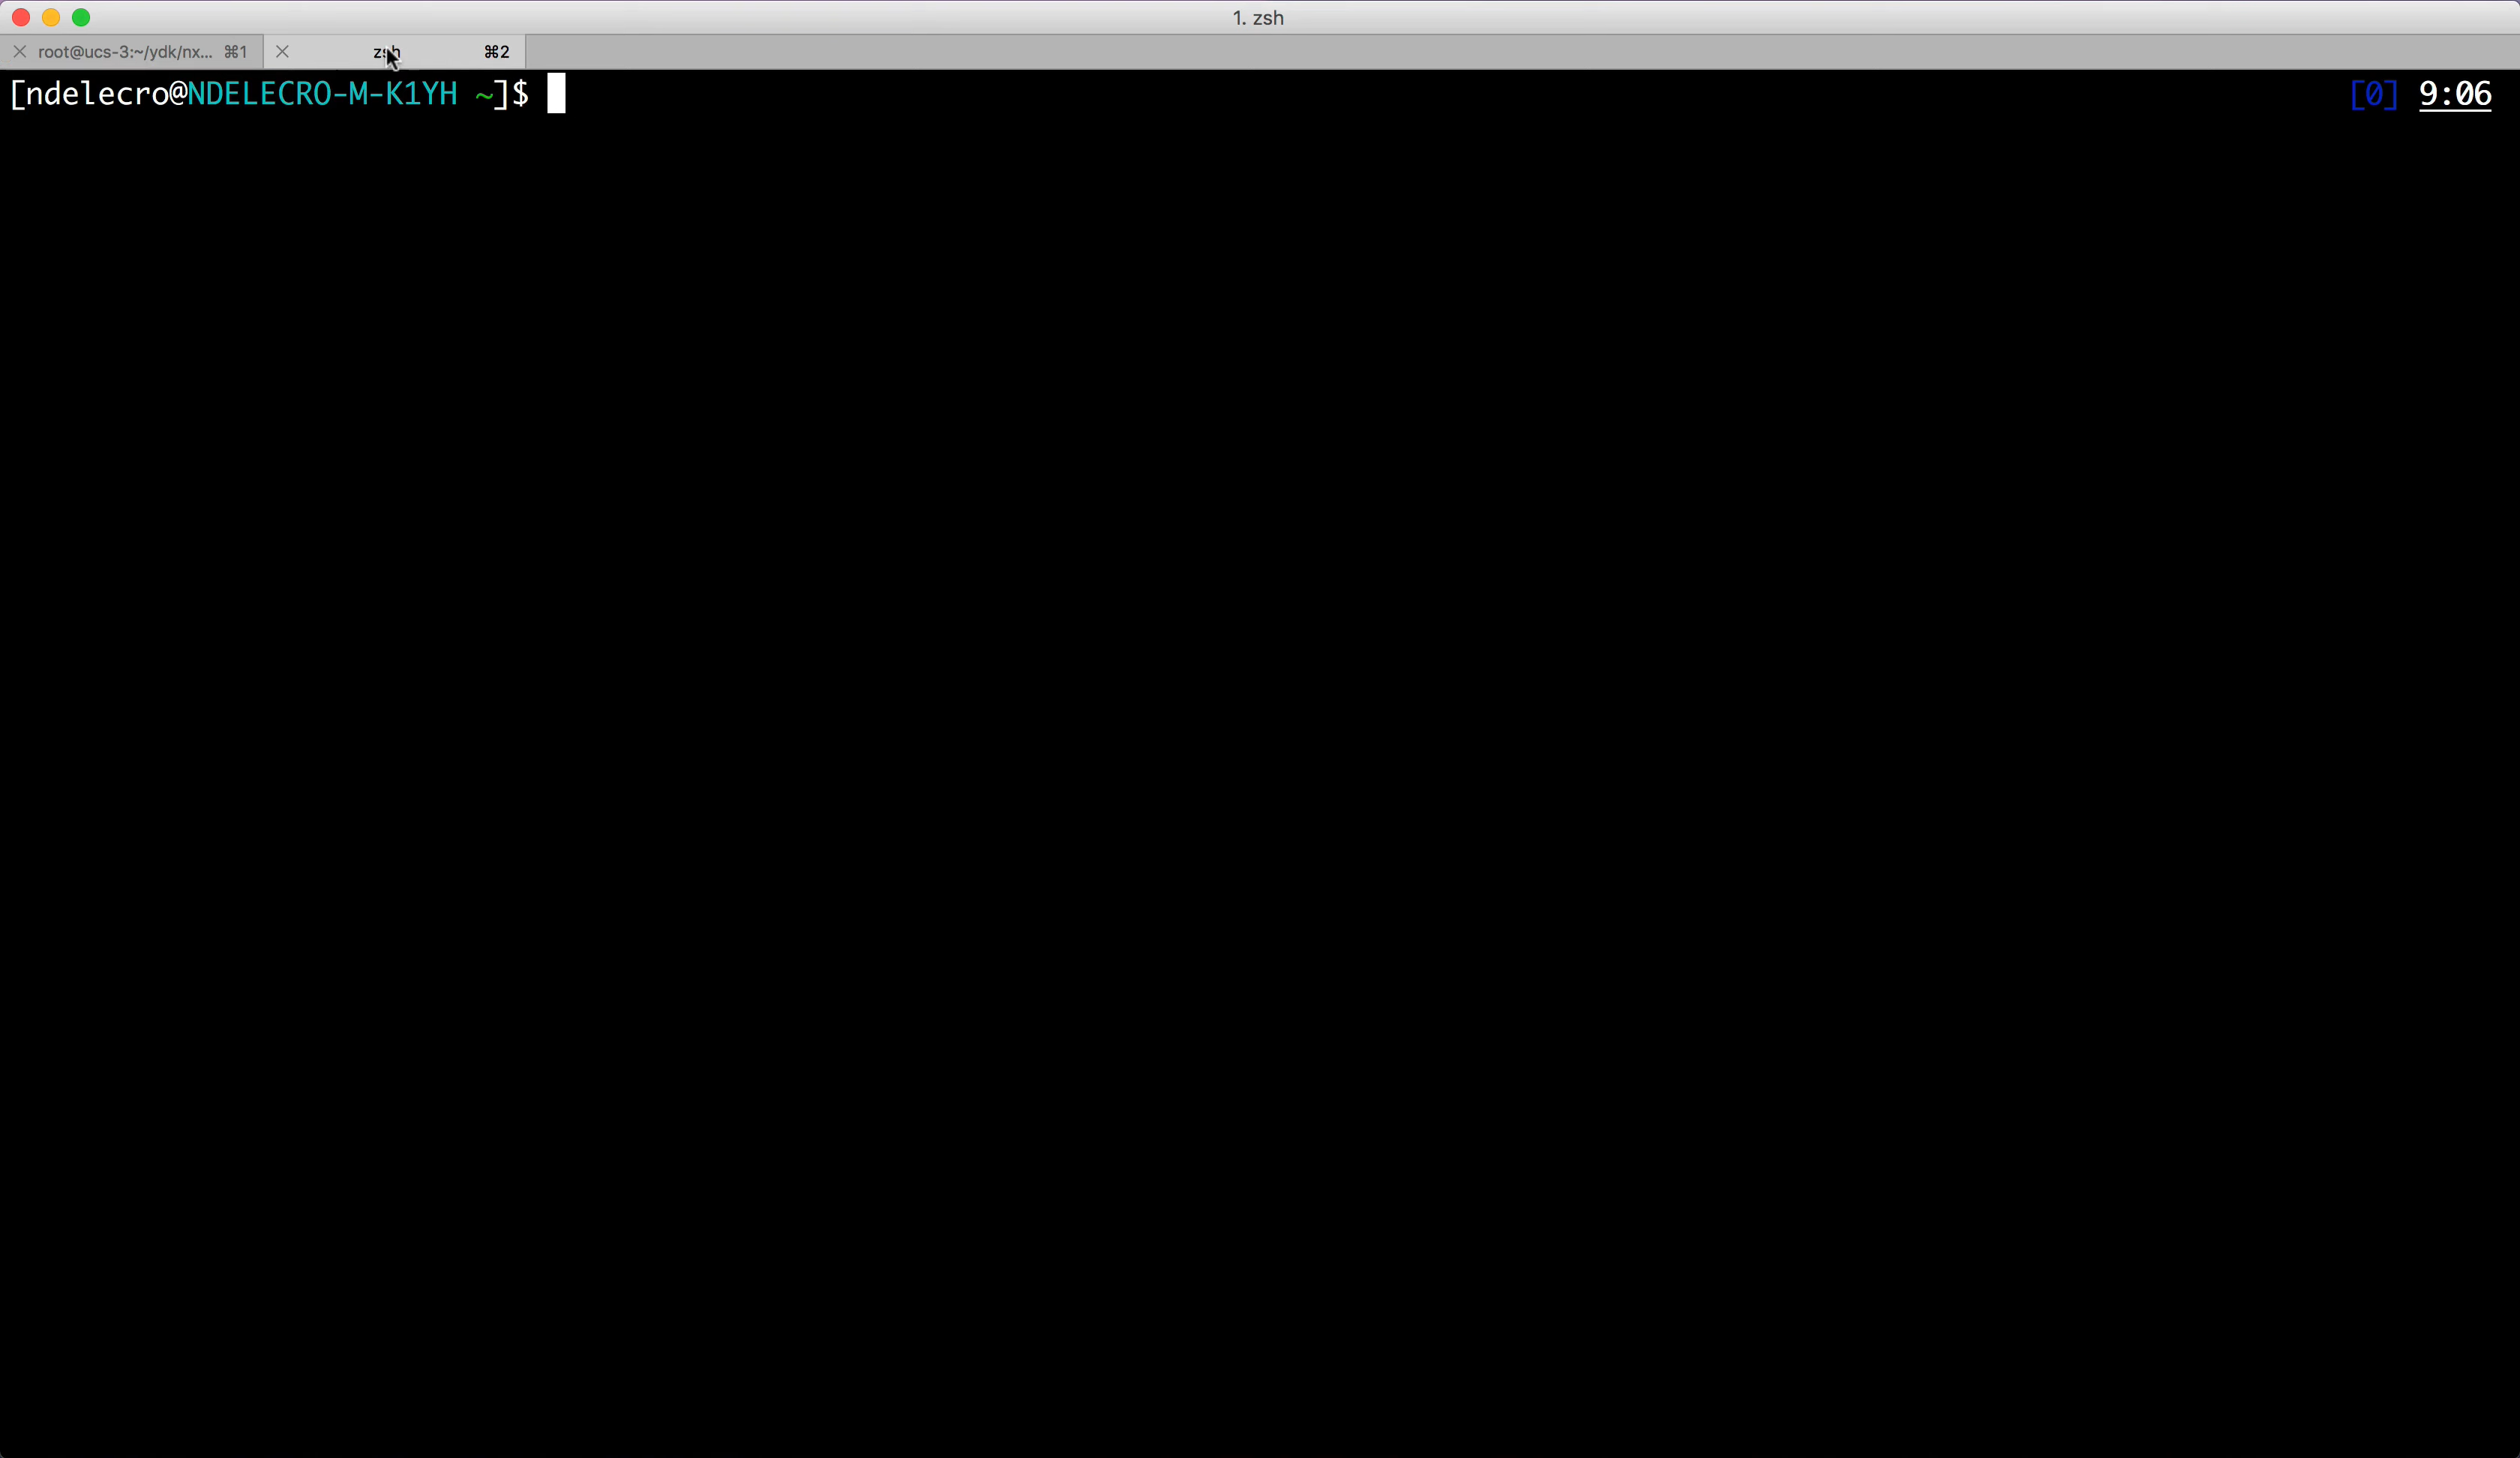 1. zsh
root@ucs-3:~/ydk/nx... ⌘1 zsh ⌘2
[ndelecro@NDELECRO-M-K1YH ~]$ [0] 9:06